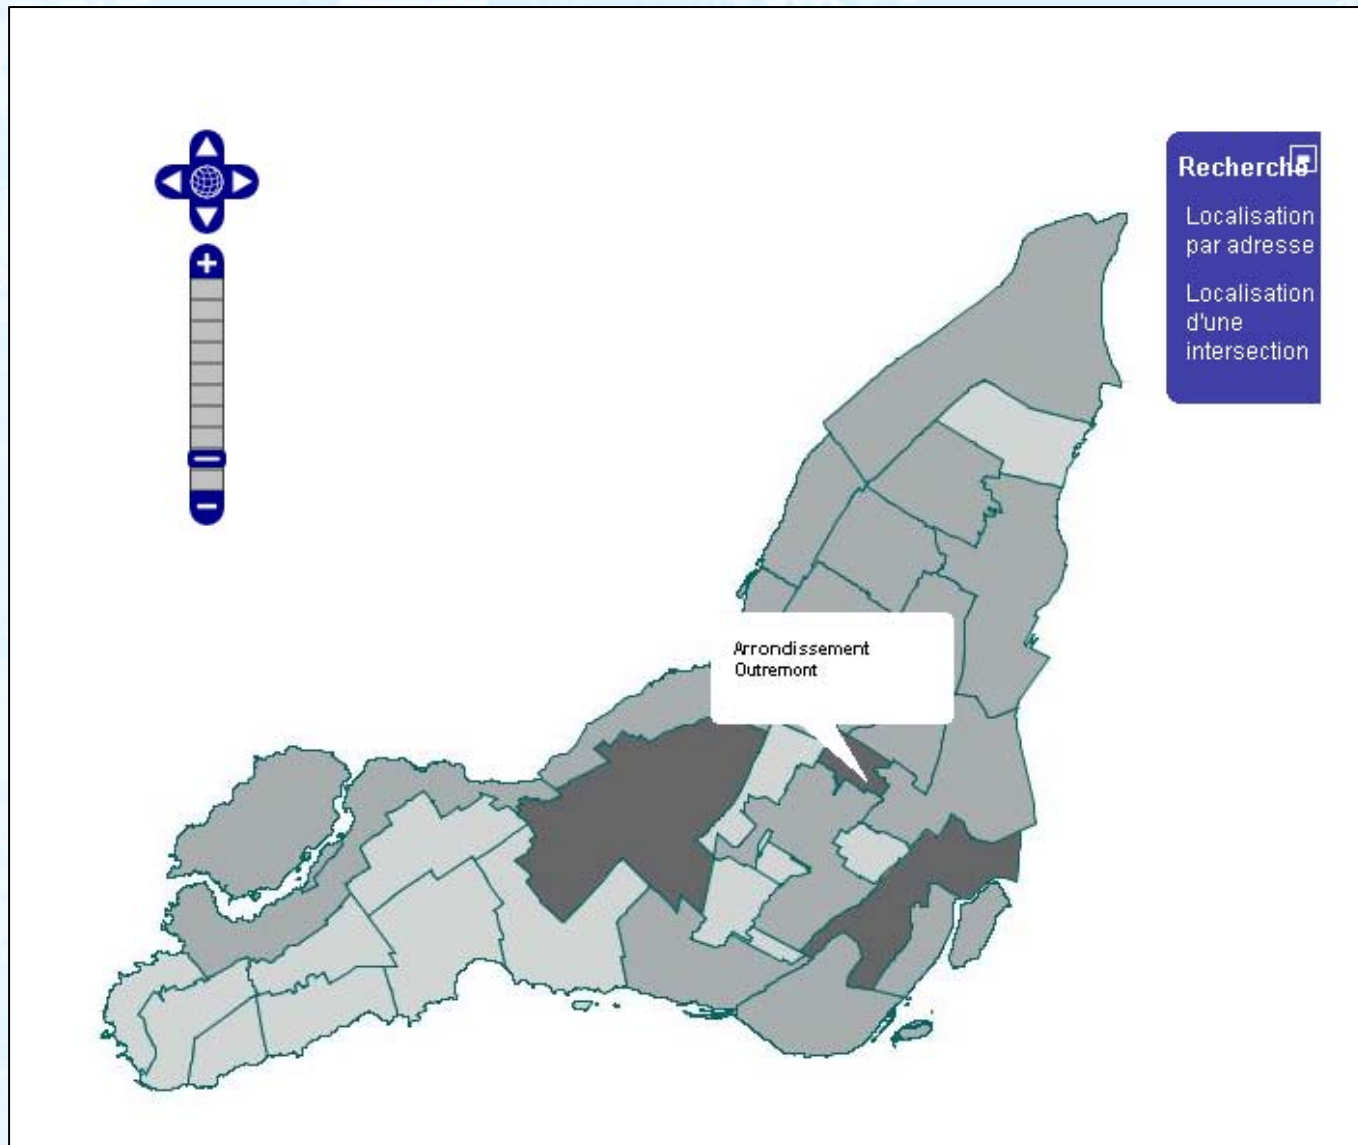 Recherche
Localisation
par adresse
Localisation
d'une
intersection
Arrondissement
Outremont